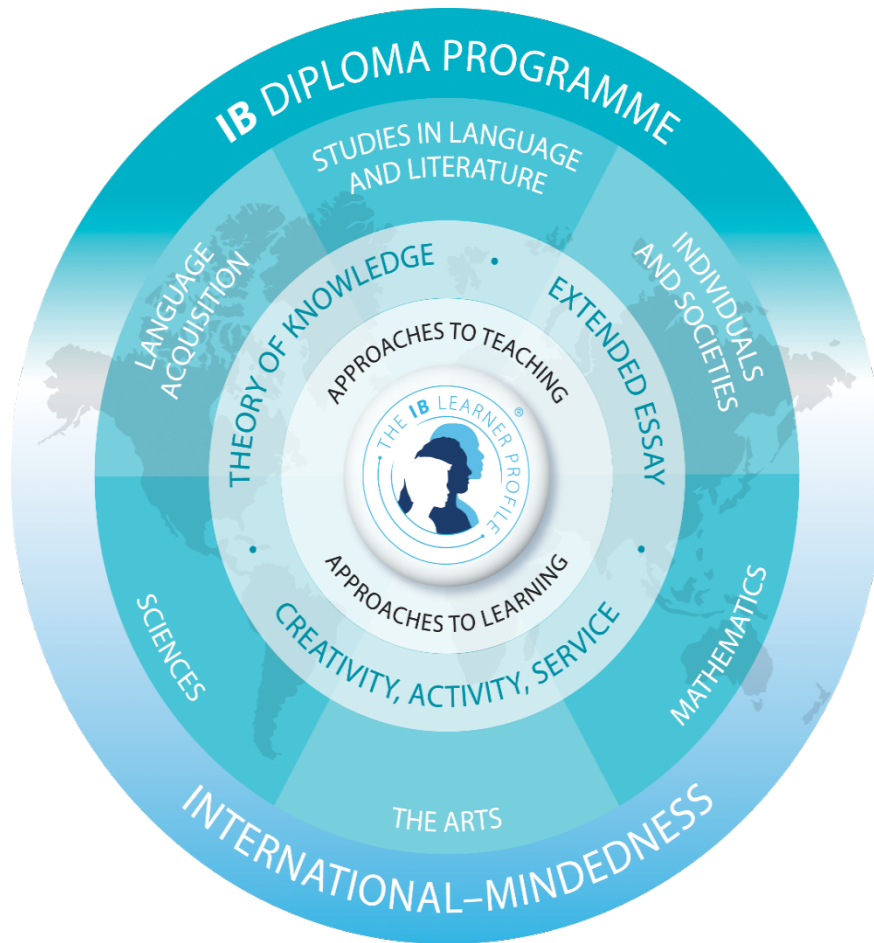 IB DIPLOMA PROGRAMME
STUDIES IN LANGUAGE
AND LITERATURE
LANGUAGE
ACQUISITION
INDIVIDUALS
AND SOCIETIES
THEORY OF KNOWLEDGE
•
EXTENDED ESSAY
•
CREATIVITY, ACTIVITY, SERVICE
•
APPROACHES TO TEACHING
THE IB LEARNER PROFILE
®
APPROACHES TO LEARNING
SCIENCES
MATHEMATICS
THE ARTS
INTERNATIONAL–MINDEDNESS